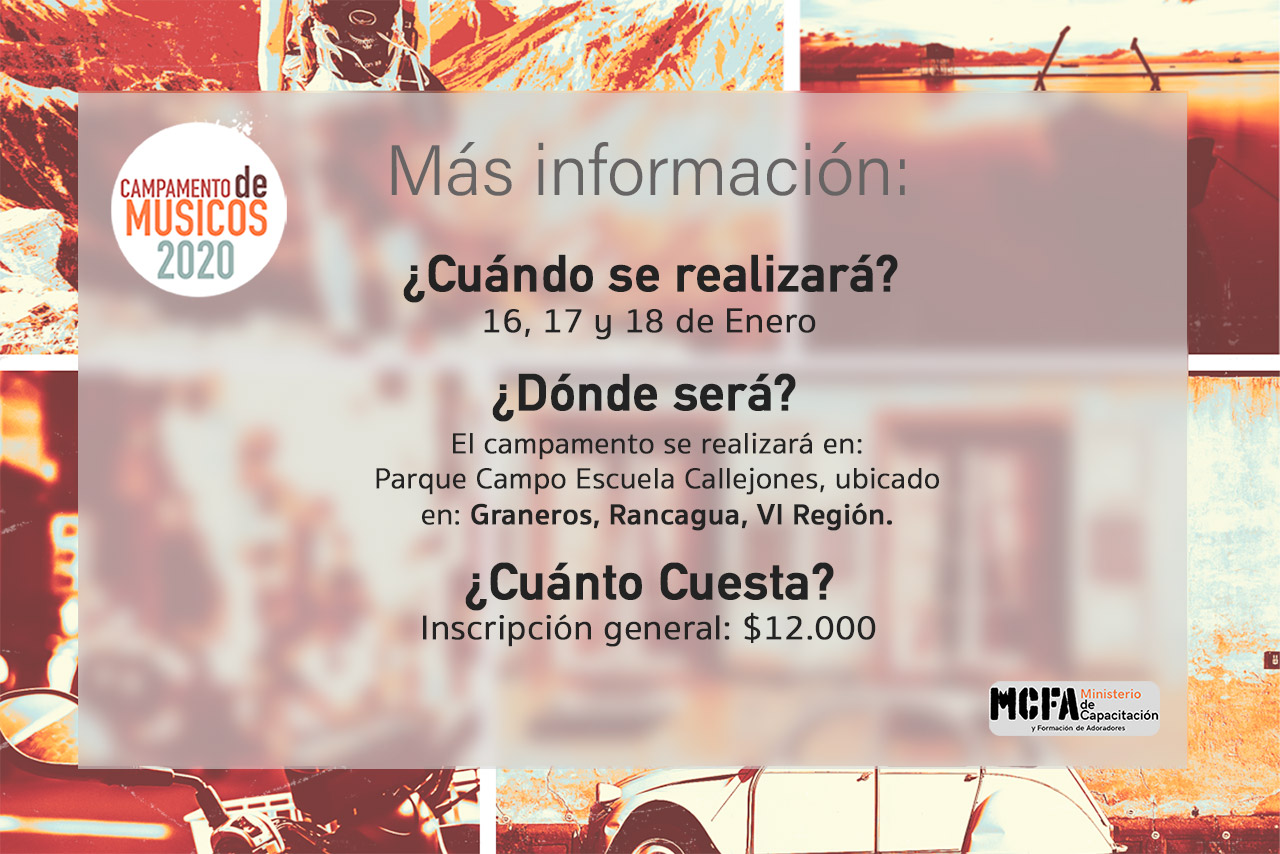 CAMPAMENTO de
MUSICOS
2020
Más información:
¿Cuándo se realizará?
16, 17 y 18 de Enero
¿Dónde será?
El campamento se realizará en:
Parque Campo Escuela Callejones, ubicado
en: Graneros, Rancagua, VI Región.
¿Cuánto Cuesta?
Inscripción general: $12.000
MCFA Ministerio
de
Capacitación
y Formación de Adoradores